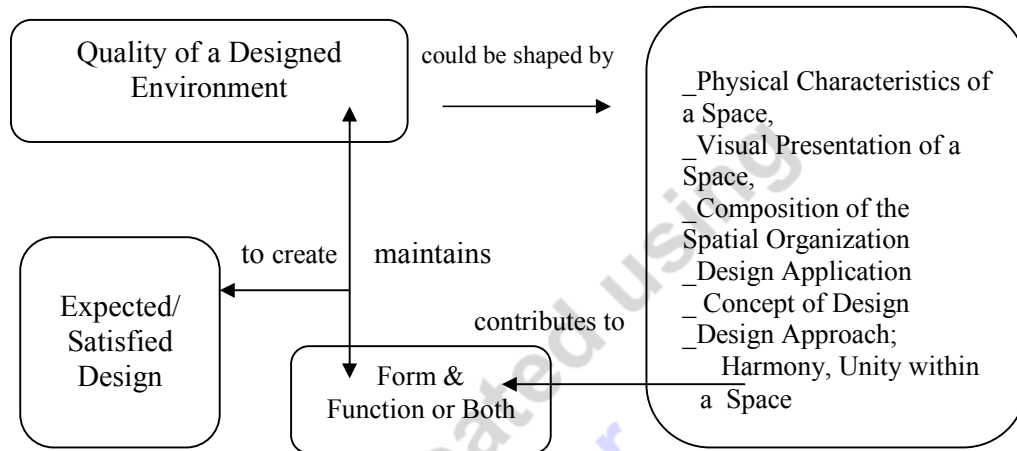 Quality of a Designed
Environment
could be shaped by
_Physical Characteristics of
a Space,
_Visual Presentation of a
Space,
_Composition of the
Spatial Organization
_Design Application
_ Concept of Design
_Design Approach;
Harmony, Unity within
a Space
to create
maintains
Expected/
Satisfied
Design
contributes to
Form &
Function or Both
ated using
r